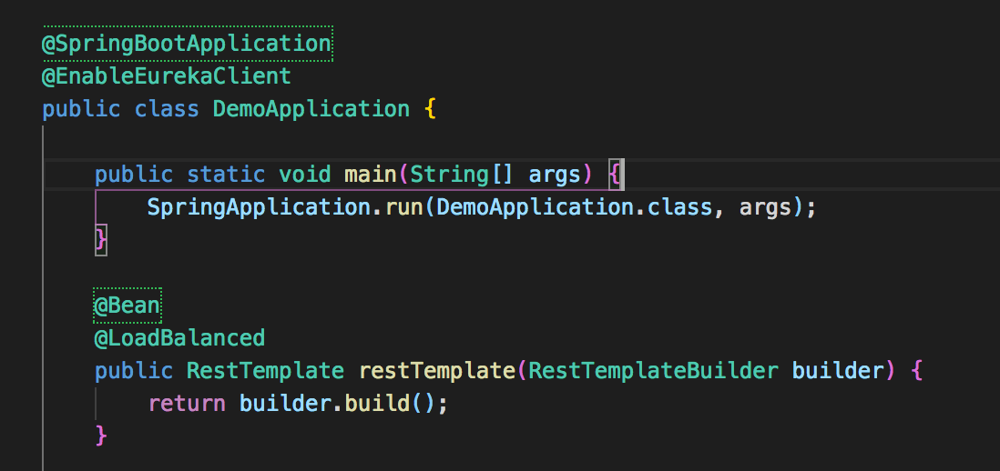 @SpringBootApplication
@EnableEurekaClient
public class DemoApplication {
public static void main(String[] args) {
SpringApplication.run(DemoApplication.class, args);
}
@Bean
@LoadBalanced
public RestTemplate restTemplate(RestTemplateBuilder builder) {
return builder.build();
}